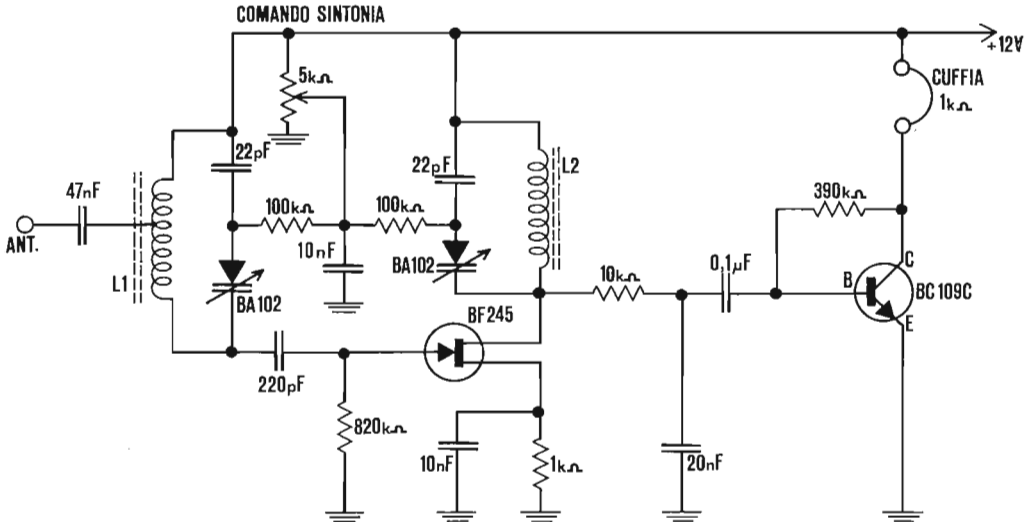 COMANDO SINTONIA
+12V
5kΩ
CUFFIA
1kΩ
22pF
22pF
L2
47nF
100kΩ
100kΩ
390kΩ
ANT.
10nF
BA102
0,1µF
C
L1
BA102
10kΩ
B
BC109C
BF245
E
220pF
820kΩ
10nF
1kΩ
20nF